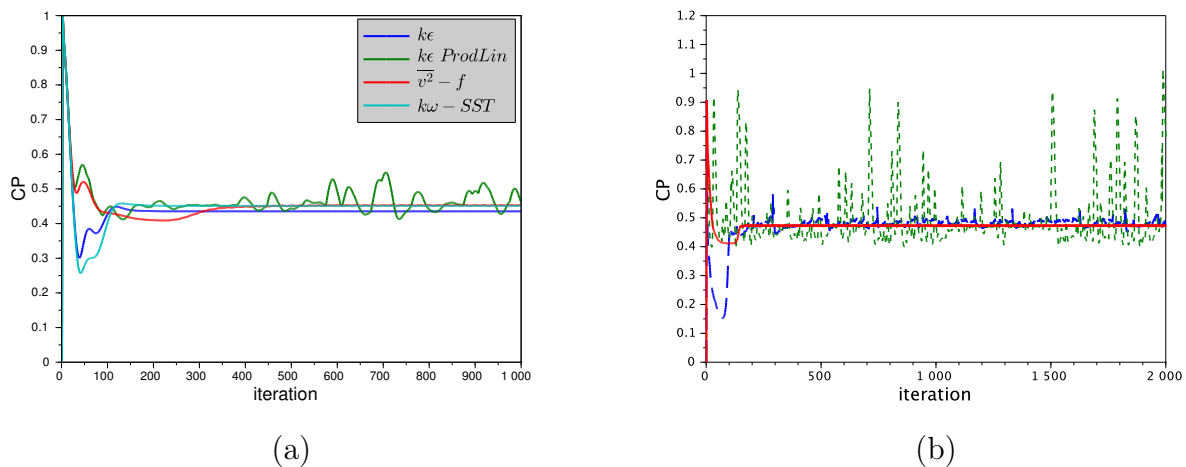 1
0.9
0.8
0.7
0.6
0.5
0.4
0.3
0.2
0.1
0
CP
kϵ
kϵ ProdLin
v² − f
kω − SST
0 100 200 300 400 500 600 700 800 900 1 000
iteration
(a)
1.2
1.1
1
0.9
0.8
0.7
0.6
0.5
0.4
0.3
0.2
0.1
0
CP
0 500 1 000 1 500 2 000
iteration
(b)